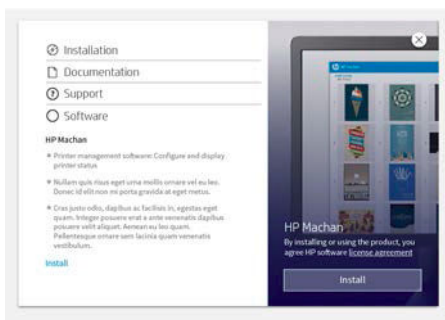 Installation
Documentation
Support
Software
HP Machan
Printer management software: Configure and display
printer status
Nullam quis risus eget urna mollis ornare vel eu leo.
Donec id elit non mi porta gravida at eget metus.
Cras justo odio, dapibus ac facilisis in, egestas eget
quam. Integer posuere erat a ante venenatis dapibus
posuere velit aliquet. Aenean eu leo quam.
Pellentesque ornare sem lacinia quam venenatis
vestibulum.
Install
HP Machan
By installing or using the product, you
agree HP software license agreement
Install